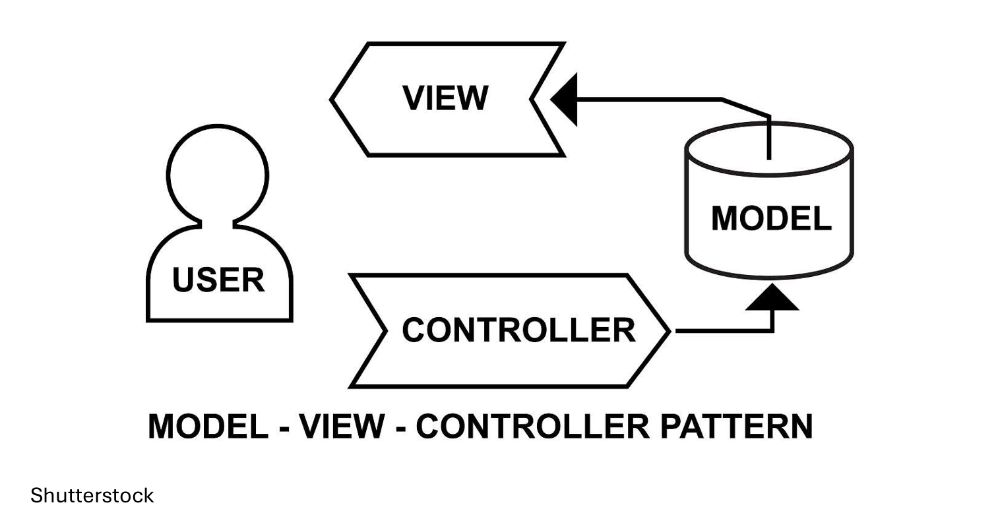 VIEW
MODEL
USER
CONTROLLER
MODEL - VIEW - CONTROLLER PATTERN
Shutterstock